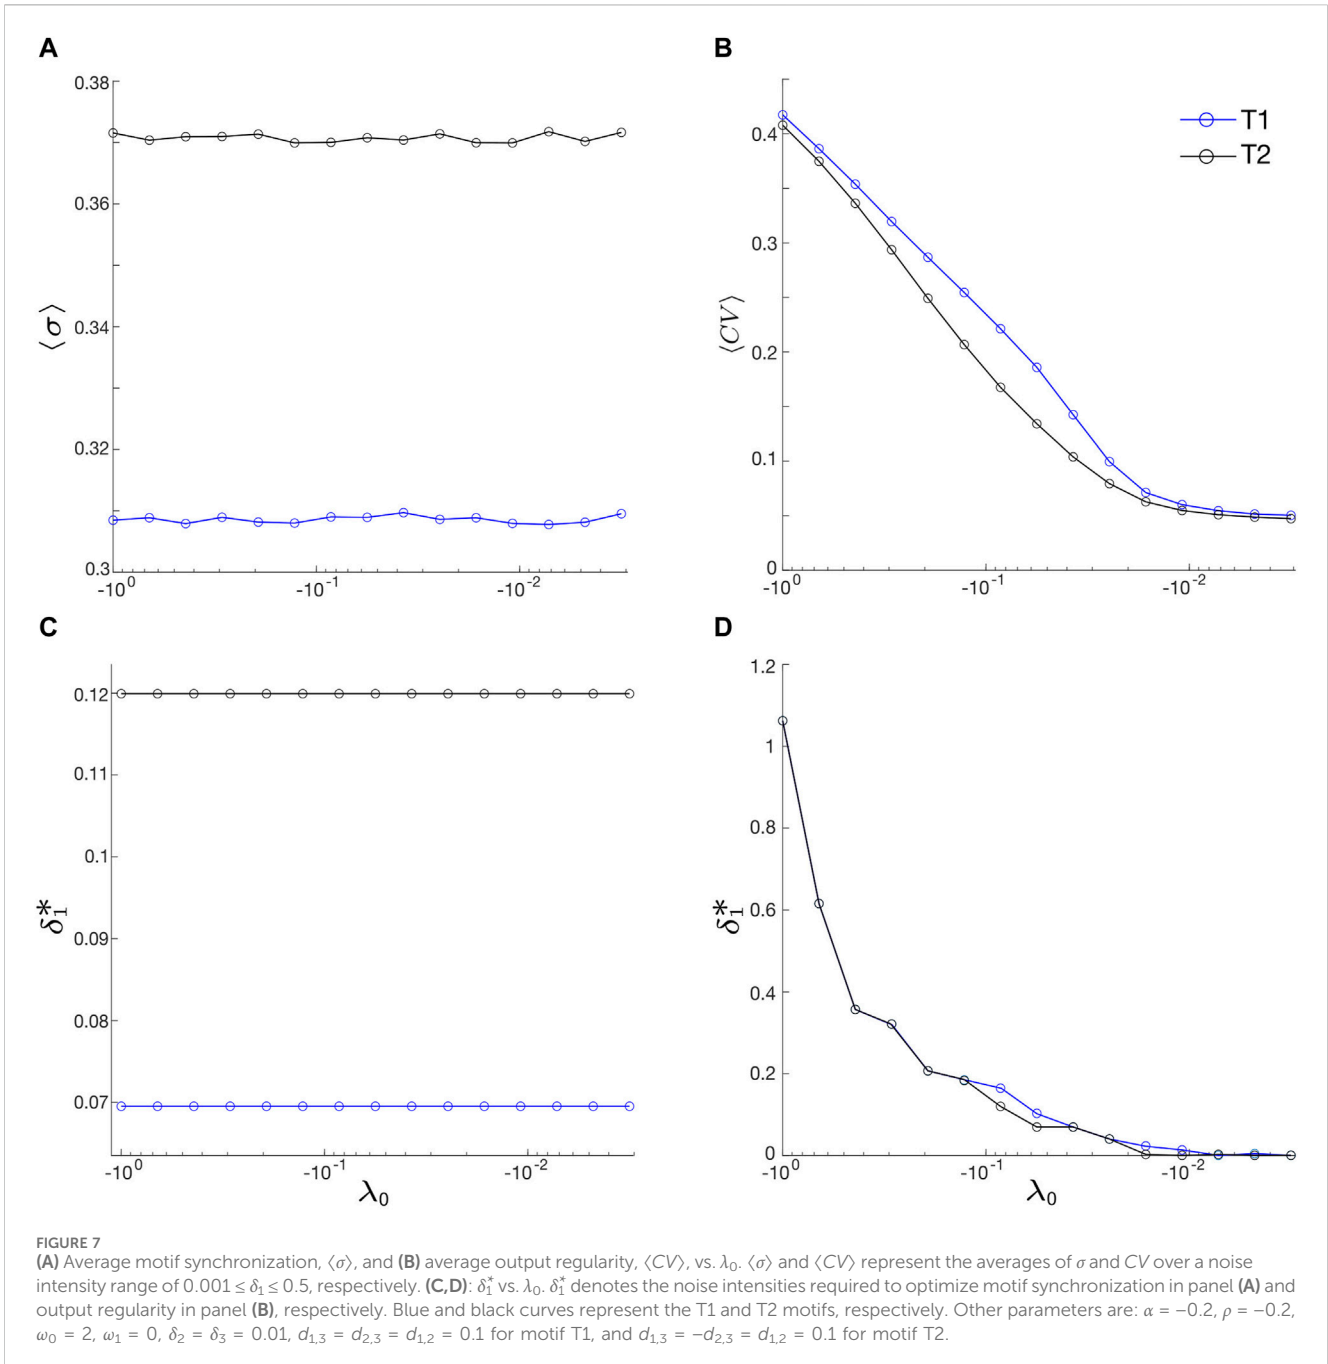 A
0.38
0.36
0.34
0.32
0.3
⟨σ⟩
-10⁰
-10⁻¹
-10⁻²
B
0.4
0.3
0.2
0.1
0
⟨CV⟩
-10⁰
-10⁻¹
-10⁻²
T1
T2
C
0.12
0.11
0.1
0.09
0.08
0.07
δ₁*
-10⁰
-10⁻¹
-10⁻²
λ₀
D
1.2
1
0.8
0.6
0.4
0.2
0
δ₁*
-10⁰
-10⁻¹
-10⁻²
λ₀
FIGURE 7
(A) Average motif synchronization, ⟨σ⟩, and (B) average output regularity, ⟨CV⟩, vs. λ₀. ⟨σ⟩ and ⟨CV⟩ represent the averages of σ and CV over a noise
intensity range of 0.001 ≤ δ₁ ≤ 0.5, respectively. (C,D): δ₁* vs. λ₀. δ₁* denotes the noise intensities required to optimize motif synchronization in panel (A) and
output regularity in panel (B), respectively. Blue and black curves represent the T1 and T2 motifs, respectively. Other parameters are: α = −0.2, ρ = −0.2,
ω₀ = 2, ω₁ = 0, δ₂ = δ₃ = 0.01, d₁,₃ = d₂,₃ = d₁,₂ = 0.1 for motif T1, and d₁,₃ = −d₂,₃ = d₁,₂ = 0.1 for motif T2.